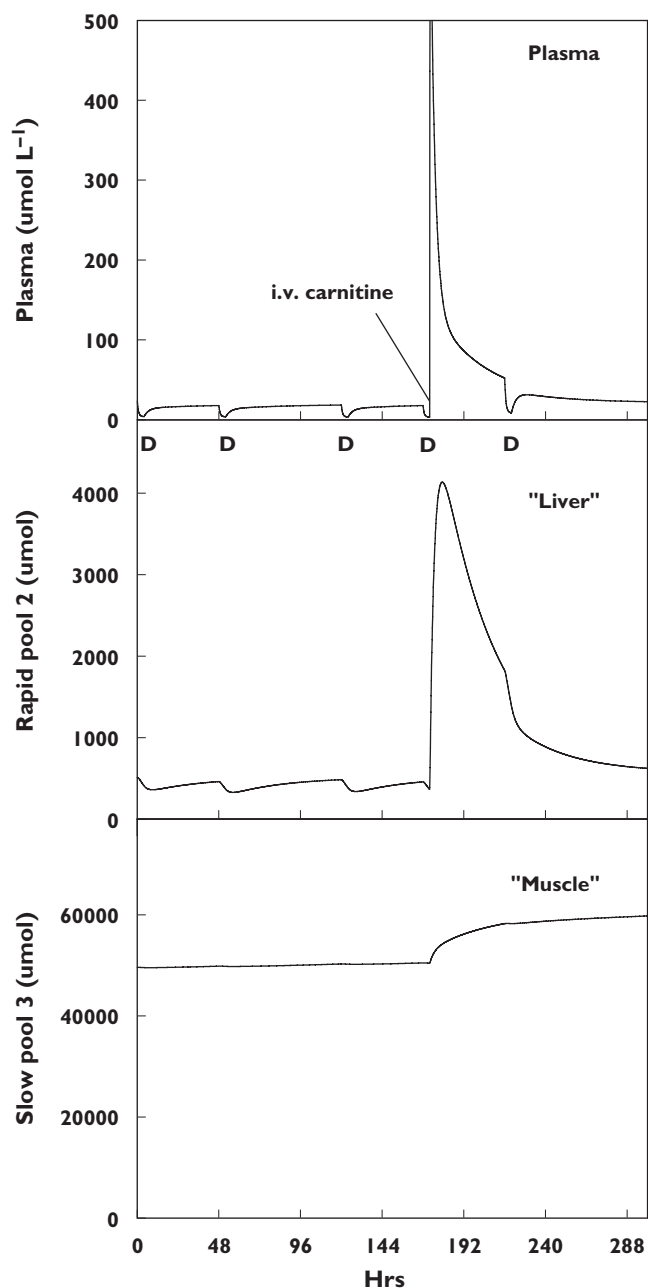 Plasma (umol L⁻¹)
500
400
300
200
100
0
Plasma
i.v. carnitine
D D D D D
Rapid pool 2 (umol)
4000
3000
2000
1000
0
"Liver"
Slow pool 3 (umol)
60000
40000
20000
0
"Muscle"
0 48 96 144 192 240 288
Hrs